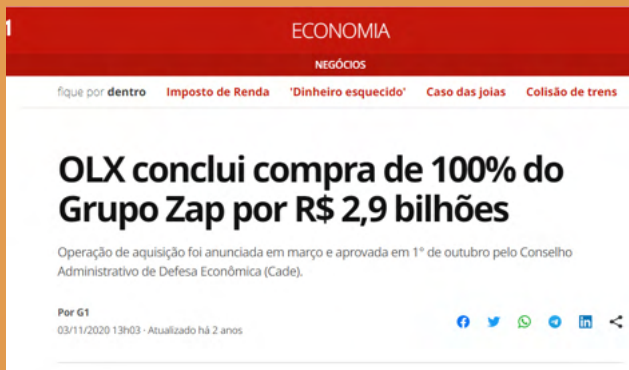 1
ECONOMIA
NEGÓCIOS
fique por dentro Imposto de Renda 'Dinheiro esquecido' Caso das joias Colisão de trens
OLX conclui compra de 100% do
Grupo Zap por R$ 2,9 bilhões
Operação de aquisição foi anunciada em março e aprovada em 1º de outubro pelo Conselho
Administrativo de Defesa Econômica (Cade).
Por G1
03/11/2020 13h03 · Atualizado há 2 anos